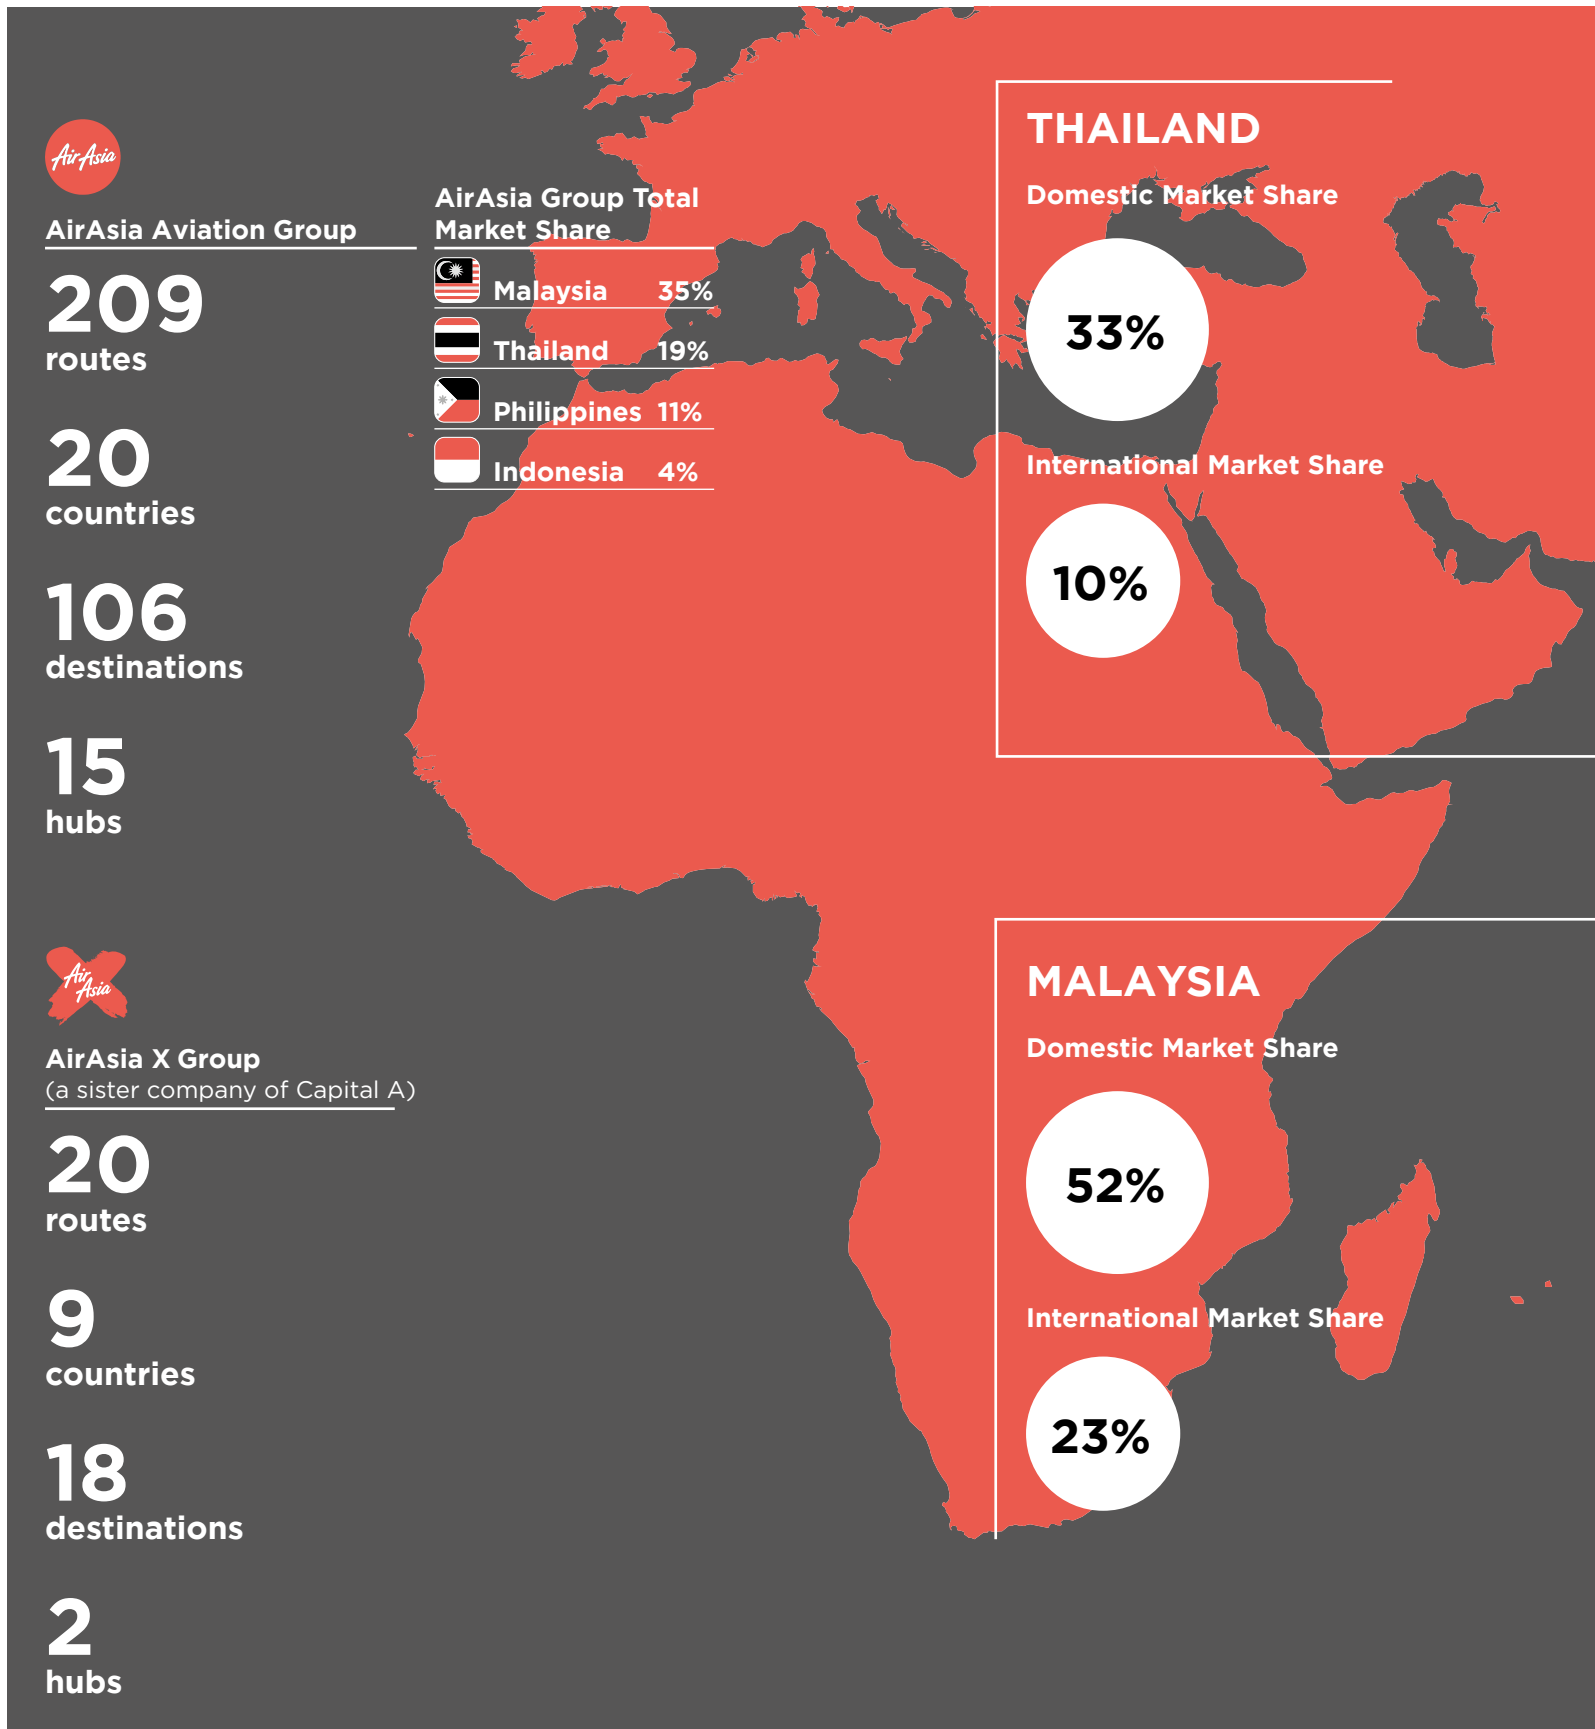 AirAsia
AirAsia Aviation Group
209
routes
20
countries
106
destinations
15
hubs
AirAsia Group Total
Market Share
Malaysia 35%
Thailand 19%
Philippines 11%
Indonesia 4%
Air
Asia
AirAsia X Group
(a sister company of Capital A)
20
routes
9
countries
18
destinations
2
hubs
THAILAND
Domestic Market Share
33%
International Market Share
10%
MALAYSIA
Domestic Market Share
52%
International Market Share
23%